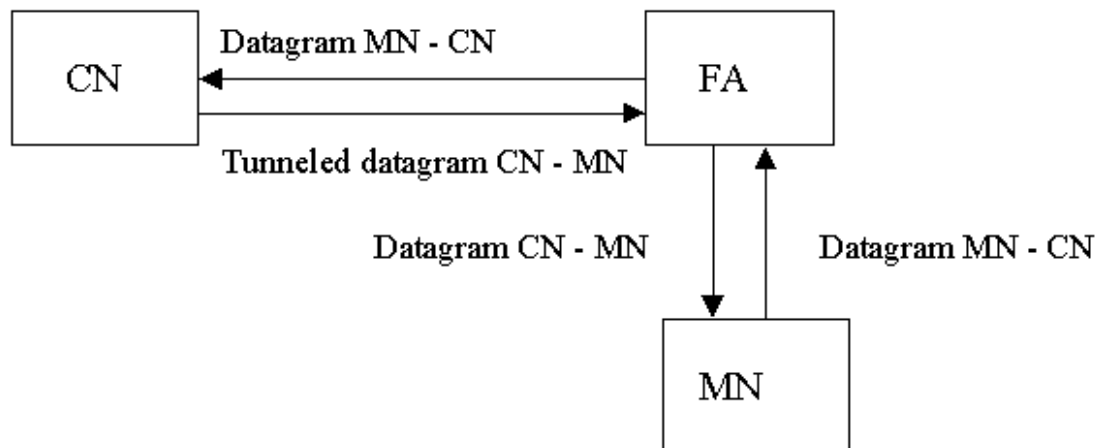 Datagram MN - CN
CN
FA
Tunneled datagram CN - MN
Datagram CN - MN
Datagram MN - CN
MN